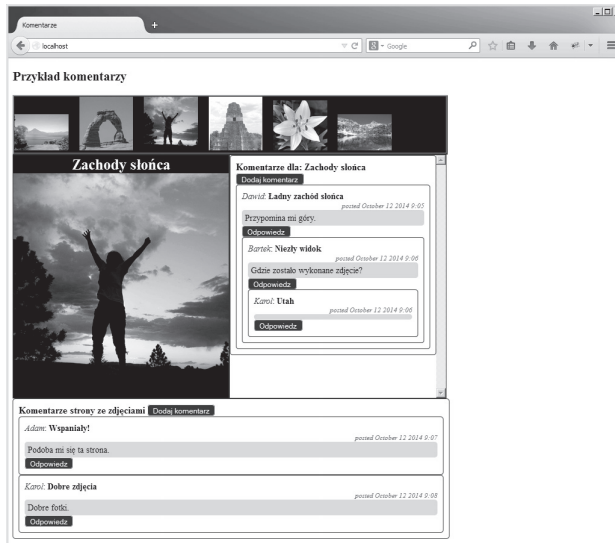 Komentarze
localhost
Google
Przykład komentarzy
Zachody słońca
Komentarze dla: Zachody słońca
Dodaj komentarz
Dawid: Ładny zachód słońca
posted October 12 2014 9:05
Przypomina mi góry.
Odpowiedz
Bartek: Niezły widok
posted October 12 2014 9:06
Gdzie zostało wykonane zdjęcie?
Odpowiedz
Karol: Utah
posted October 12 2014 9:06
Odpowiedz
Komentarze strony ze zdjęciami Dodaj komentarz
Adam: Wspaniały!
posted October 12 2014 9:07
Podoba mi się ta strona.
Odpowiedz
Karol: Dobre zdjęcia
posted October 12 2014 9:08
Dobre fotki.
Odpowiedz